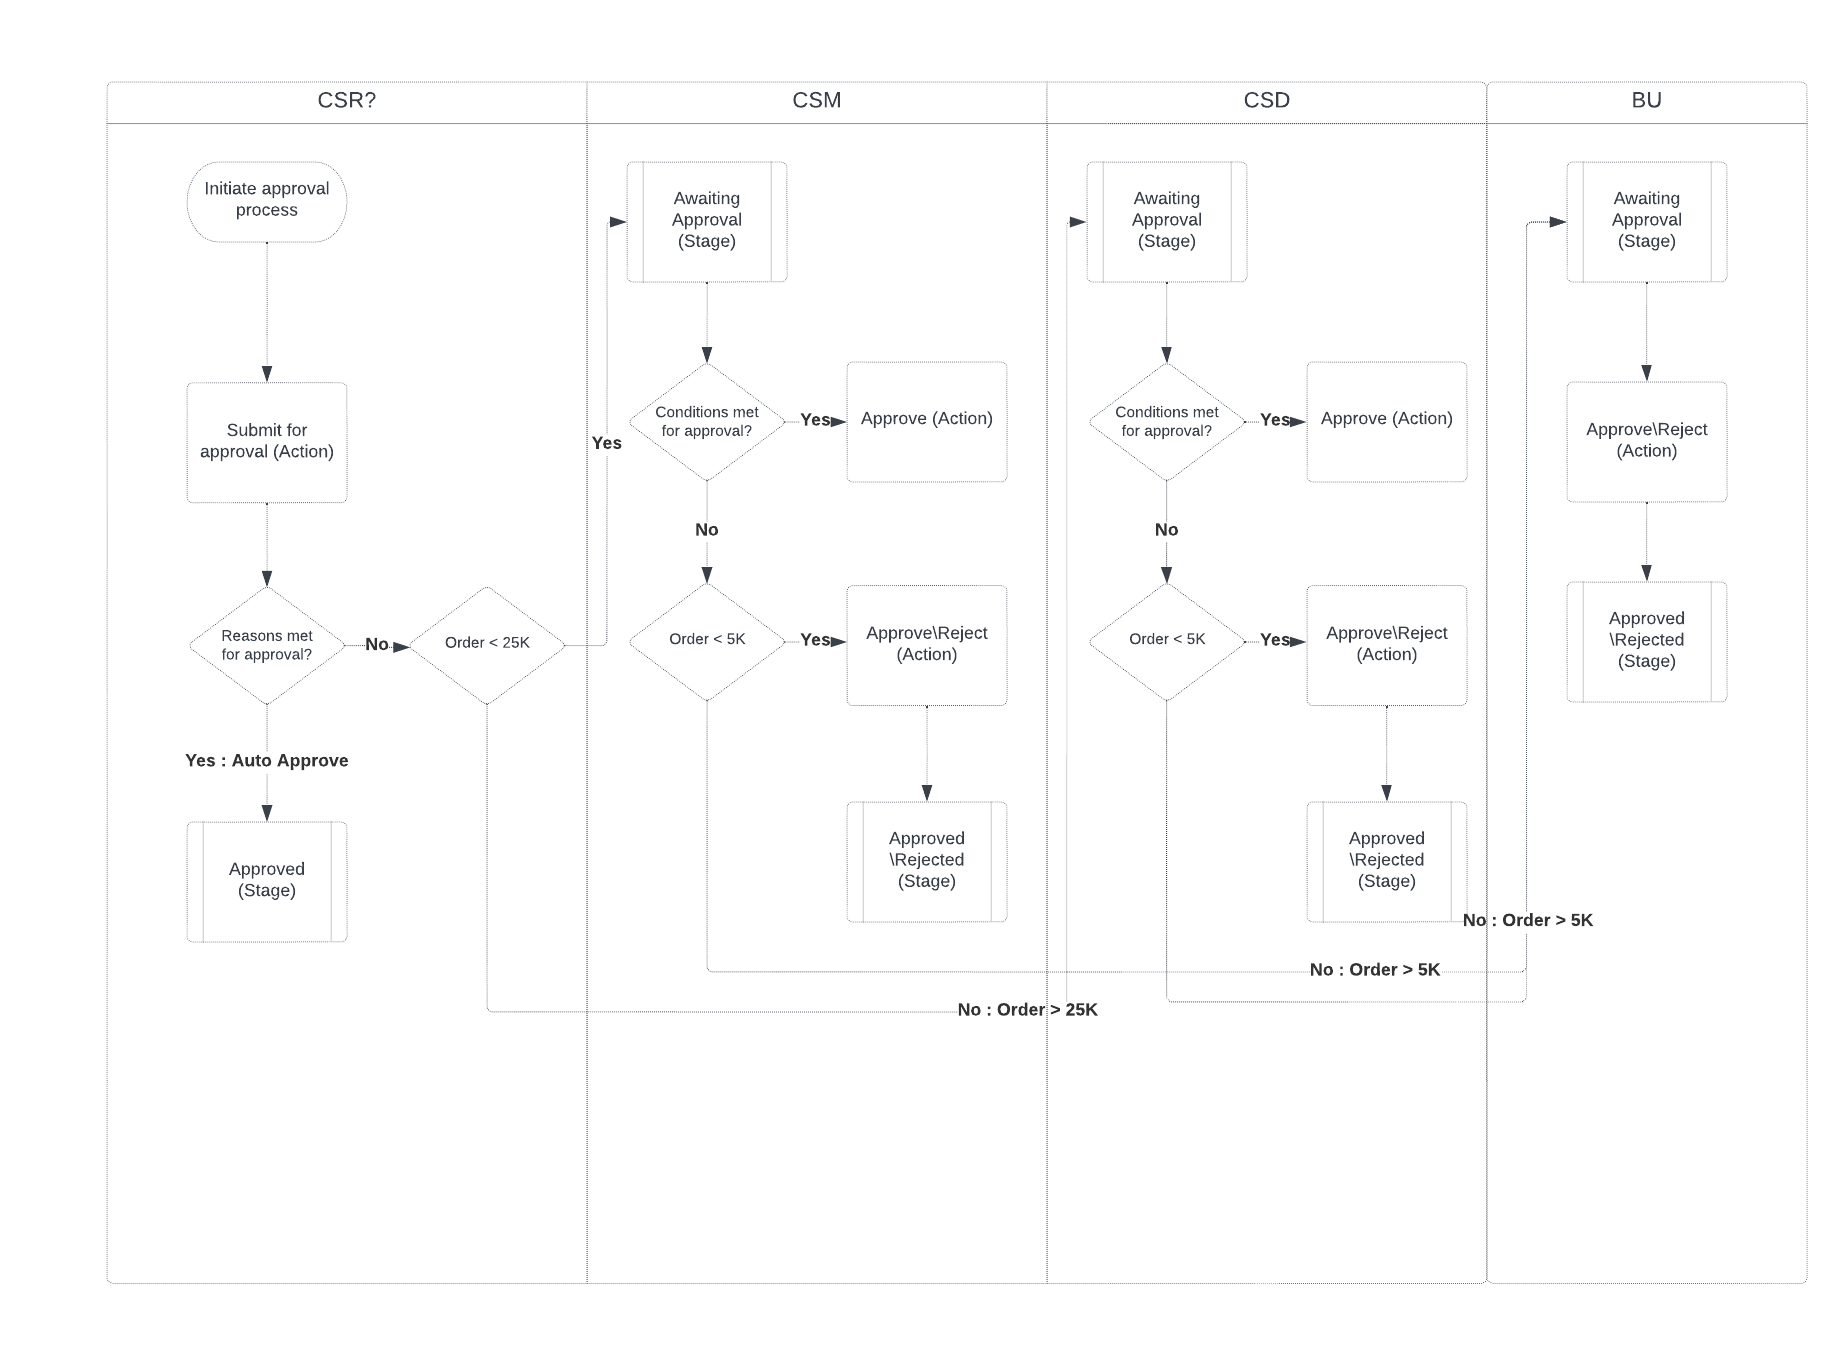 CSR?
CSM
CSD
BU
Initiate approval
process
Submit for
approval (Action)
Reasons met
for approval?
No
Order < 25K
Yes
Yes : Auto Approve
Approved
(Stage)
No : Order > 25K
Awaiting
Approval
(Stage)
Conditions met
for approval?
Yes
Approve (Action)
No
Order < 5K
Yes
Approve\Reject
(Action)
Approved
\Rejected
(Stage)
No : Order > 5K
Awaiting
Approval
(Stage)
Conditions met
for approval?
Yes
Approve (Action)
No
Order < 5K
Yes
Approve\Reject
(Action)
Approved
\Rejected
(Stage)
No : Order > 5K
Awaiting
Approval
(Stage)
Approve\Reject
(Action)
Approved
\Rejected
(Stage)